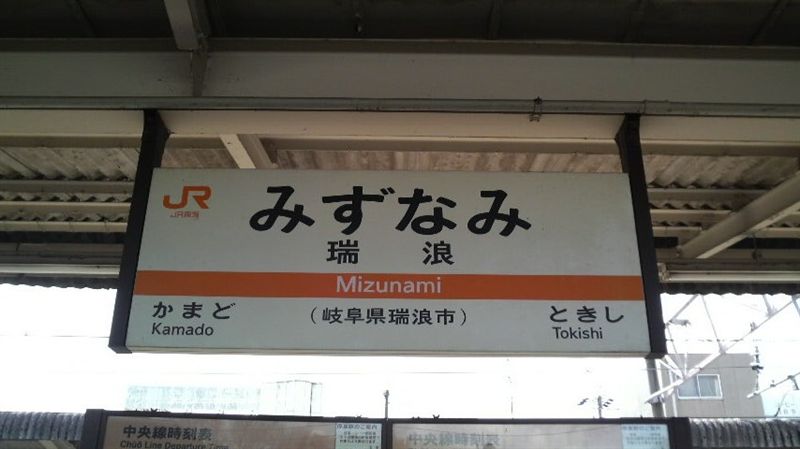 JR
JR東海
みずなみ
瑞浪
Mizunami
かまど
Kamado
(岐阜県瑞浪市)
ときし
Tokishi
中央線時刻表
Chūō Line Departure Time
中央線時刻表